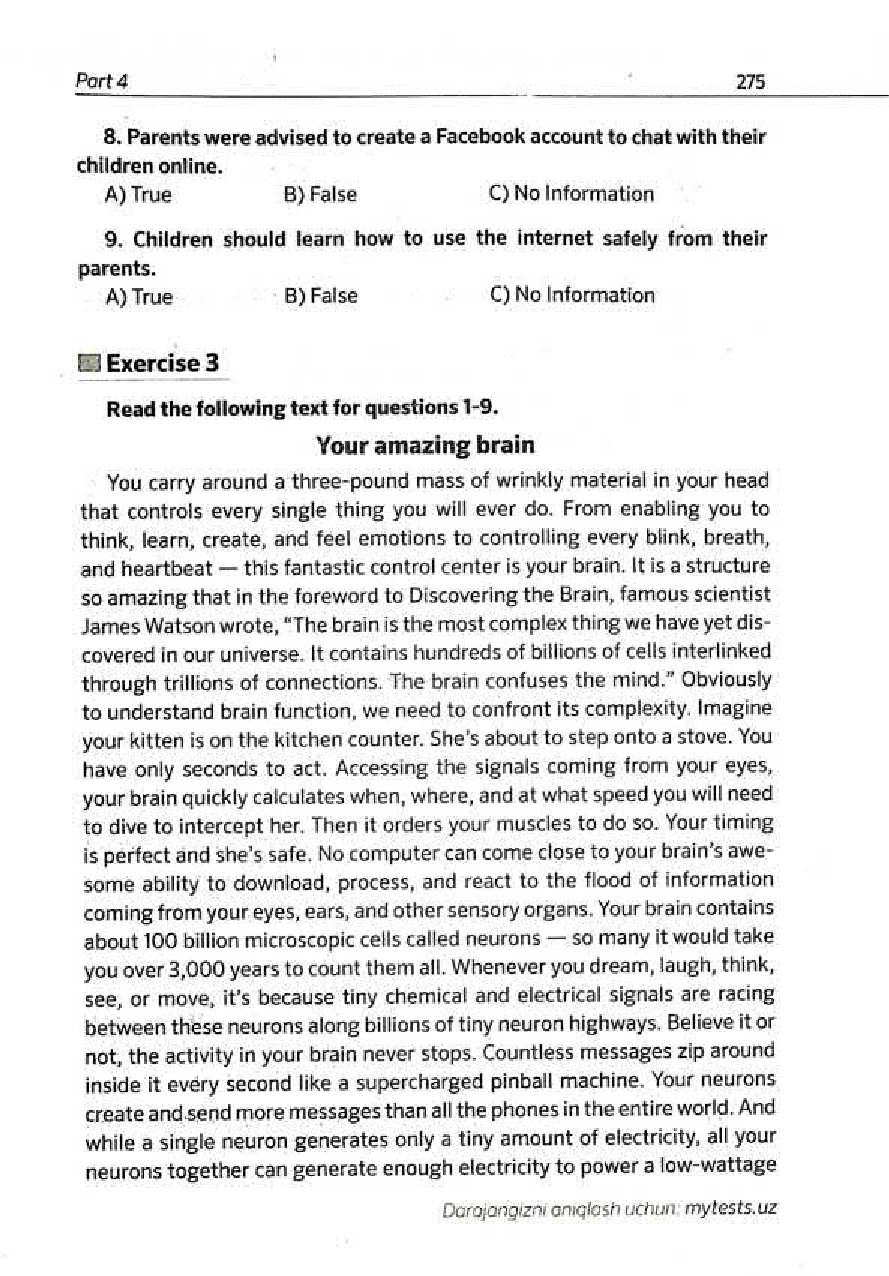 Part 4 275
8. Parents were advised to create a Facebook account to chat with their
children online.
A) True B) False C) No Information
9. Children should learn how to use the internet safely from their
parents.
A) True B) False C) No Information
Exercise 3
Read the following text for questions 1-9.
Your amazing brain
You carry around a three-pound mass of wrinkly material in your head
that controls every single thing you will ever do. From enabling you to
think, learn, create, and feel emotions to controlling every blink, breath,
and heartbeat — this fantastic control center is your brain. It is a structure
so amazing that in the foreword to Discovering the Brain, famous scientist
James Watson wrote, “The brain is the most complex thing we have yet dis-
covered in our universe. It contains hundreds of billions of cells interlinked
through trillions of connections. The brain confuses the mind.” Obviously
to understand brain function, we need to confront its complexity. Imagine
your kitten is on the kitchen counter. She's about to step onto a stove. You
have only seconds to act. Accessing the signals coming from your eyes,
your brain quickly calculates when, where, and at what speed you will need
to dive to intercept her. Then it orders your muscles to do so. Your timing
is perfect and she's safe. No computer can come close to your brain's awe-
some ability to download, process, and react to the flood of information
coming from your eyes, ears, and other sensory organs. Your brain contains
about 100 billion microscopic cells called neurons — so many it would take
you over 3,000 years to count them all. Whenever you dream, laugh, think,
see, or move, it's because tiny chemical and electrical signals are racing
between these neurons along billions of tiny neuron highways. Believe it or
not, the activity in your brain never stops. Countless messages zip around
inside it every second like a supercharged pinball machine. Your neurons
create and send more messages than all the phones in the entire world. And
while a single neuron generates only a tiny amount of electricity, all your
neurons together can generate enough electricity to power a low-wattage
Darajangizni aniqlash uchun: mytests.uz